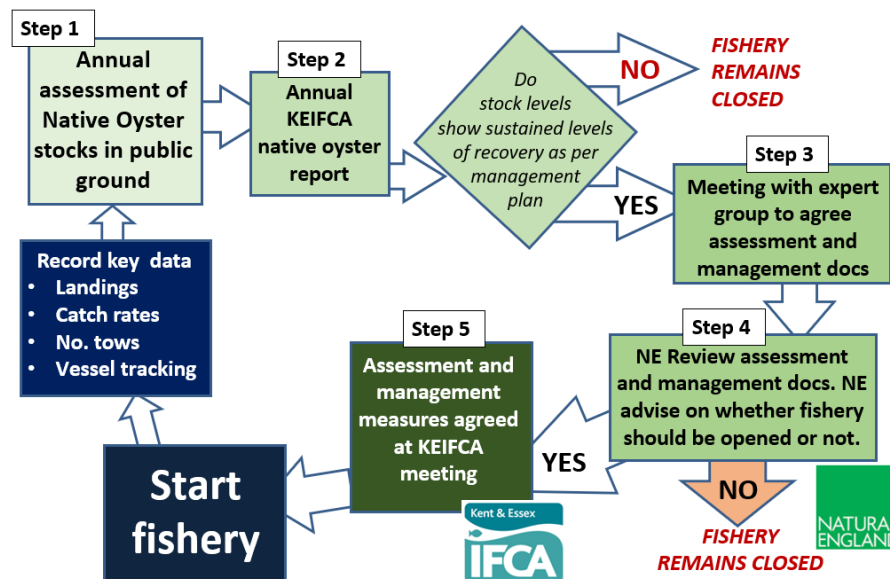 Step 1
Annual
assessment of
Native Oyster
stocks in public
ground
Step 2
Annual
KEIFCA
native oyster
report
Do
stock levels
show sustained levels
of recovery as per
management
plan
NO
FISHERY
REMAINS
CLOSED
YES
Step 3
Meeting with expert
group to agree
assessment and
management docs
Step 4
NE Review assessment
and management docs. NE
advise on whether fishery
should be opened or not.
NO
FISHERY
REMAINS CLOSED
NATURAL
ENGLAND
YES
Step 5
Assessment and
management
measures agreed
at KEIFCA
meeting
Kent & Essex
IFCA
Start
fishery
Record key data
• Landings
• Catch rates
• No. tows
• Vessel tracking